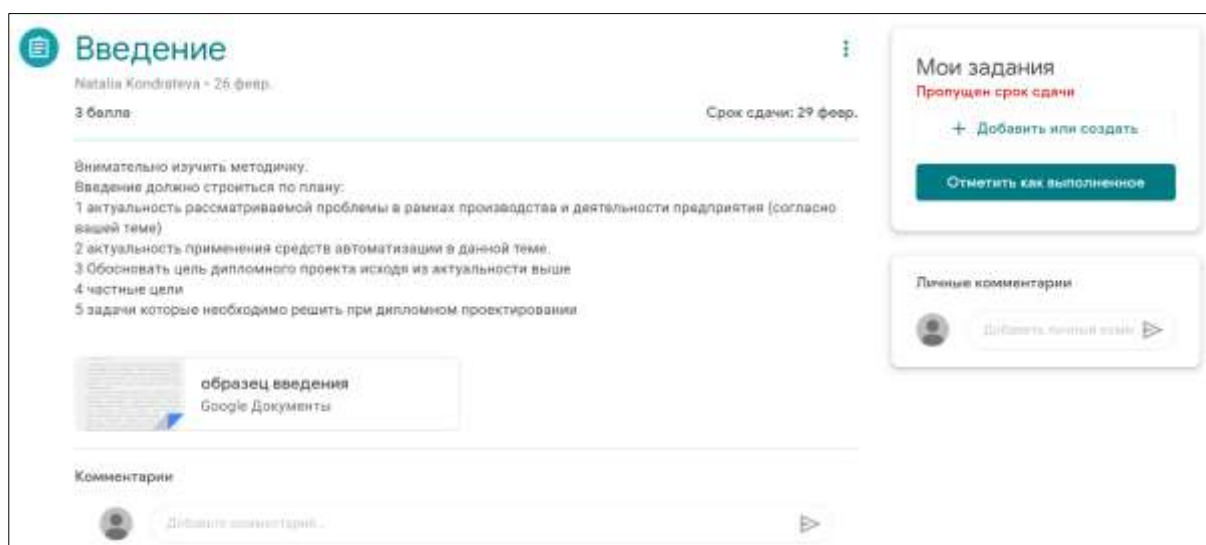 Введение
Natalia Kondrateva • 26 февр.
3 балла
Срок сдачи: 29 февр.
Внимательно изучить методичку.
Введение должно строиться по плану:
1 актуальность рассматриваемой проблемы в рамках производства и деятельности предприятия (согласно
вашей теме)
2 актуальность применения средств автоматизации в данной теме.
3 Обосновать цель дипломного проекта исходя из актуальности выше
4 частные цели
5 задачи которые необходимо решить при дипломном проектировании
образец введения
Google Документы
Комментарии
Добавьте комментарий...
Мои задания
Пропущен срок сдачи
+ Добавить или создать
Отметить как выполненное
Личные комментарии
Добавить личный комм